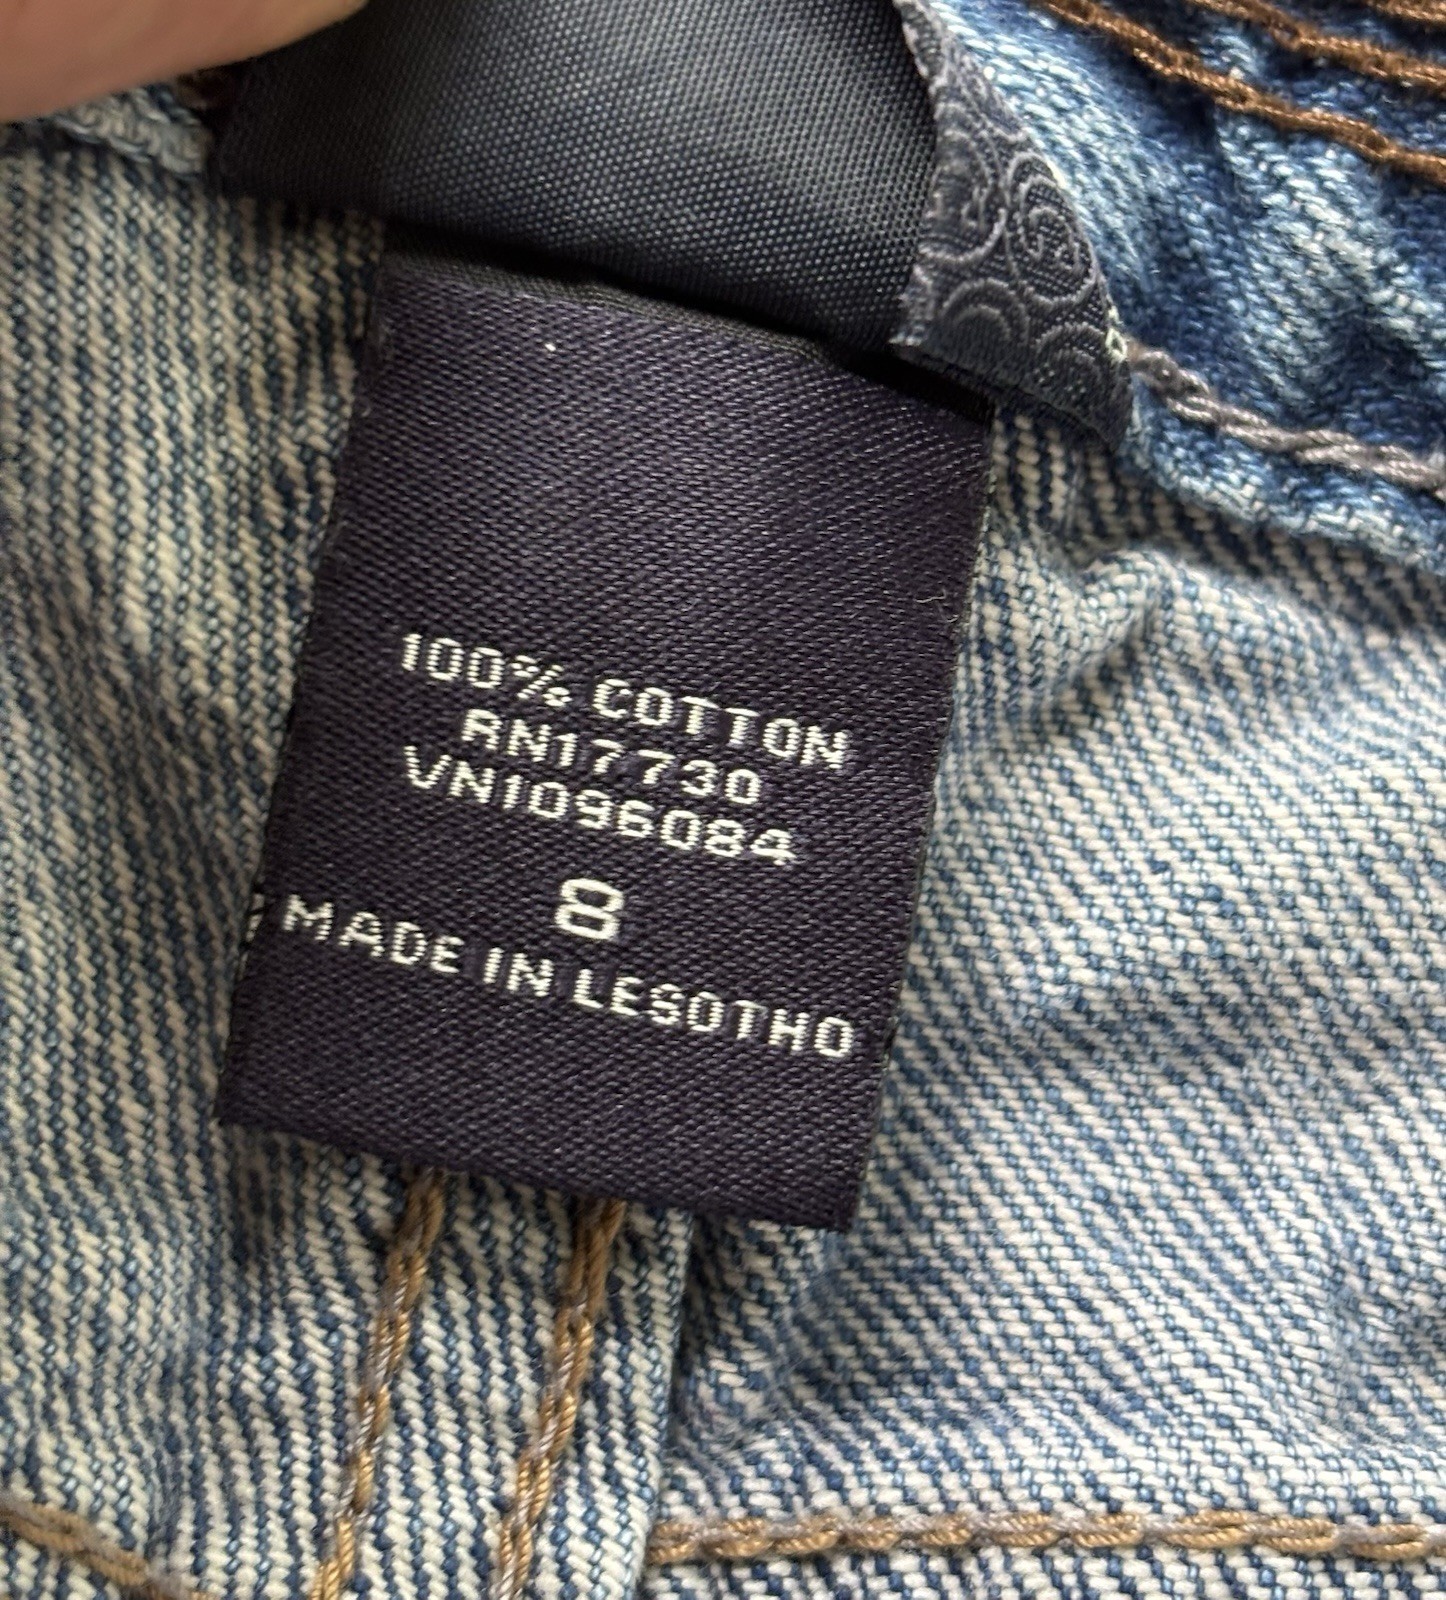 100% COTTON
RN17730
VN1096084
8
MADE IN LESOTHO